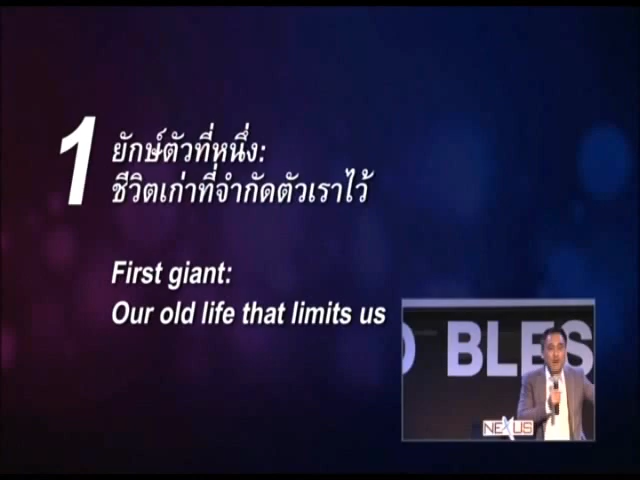 1
ยักษ์ตัวที่หนึ่ง:
ชีวิตเก่าที่จำกัดตัวเราไว้
First giant:
Our old life that limits us
BLES
NEXUS